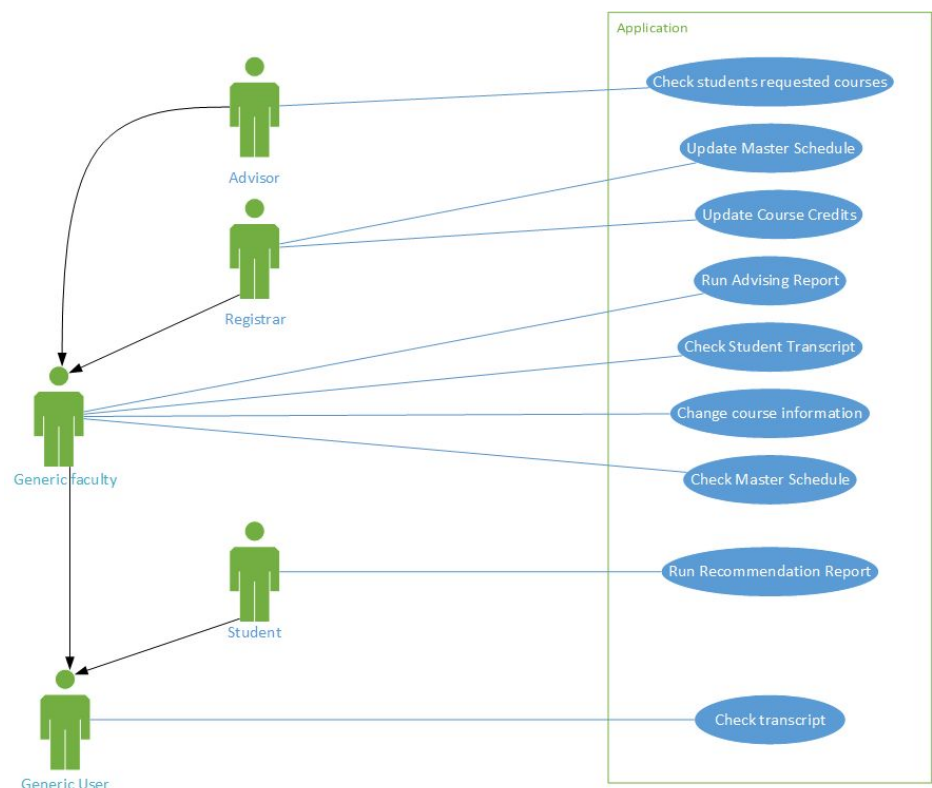 Application
Check students requested courses
Advisor
Update Master Schedule
Update Course Credits
Registrar
Run Advising Report
Check Student Transcript
Change course information
Generic faculty
Check Master Schedule
Run Recommendation Report
Student
Check transcript
Generic User